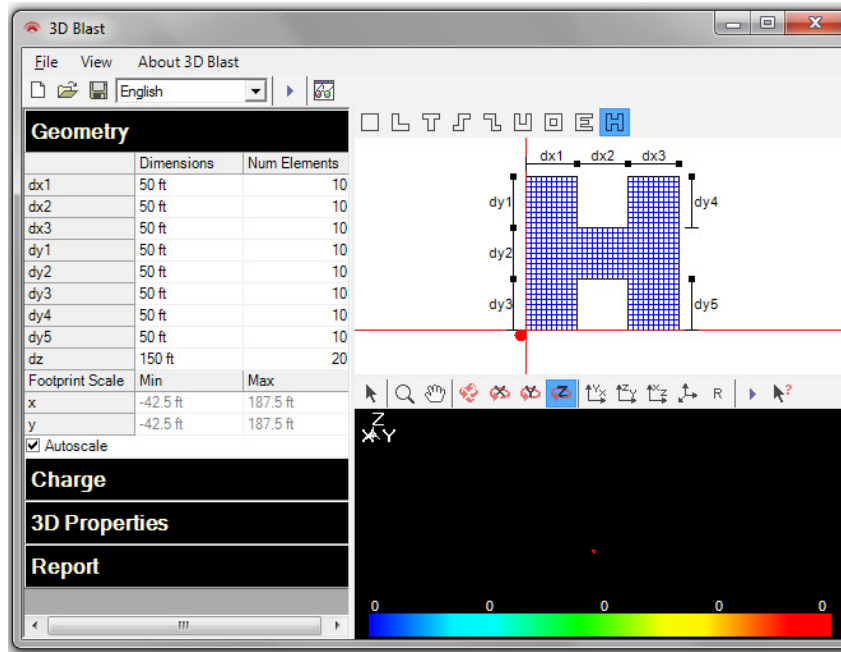 3D Blast
File View About 3D Blast
English
Geometry
Dimensions Num Elements
dx1 50 ft 10
dx2 50 ft 10
dx3 50 ft 10
dy1 50 ft 10
dy2 50 ft 10
dy3 50 ft 10
dy4 50 ft 10
dy5 50 ft 10
dz 150 ft 20
Footprint Scale Min Max
x -42.5 ft 187.5 ft
y -42.5 ft 187.5 ft
Autoscale
Charge
3D Properties
Report
dx1 dx2 dx3
dy1 dy4
dy2
dy3 dy5
X Y Z Y X Z Y X Z R ?
Z
X Y
0 0 0 0 0